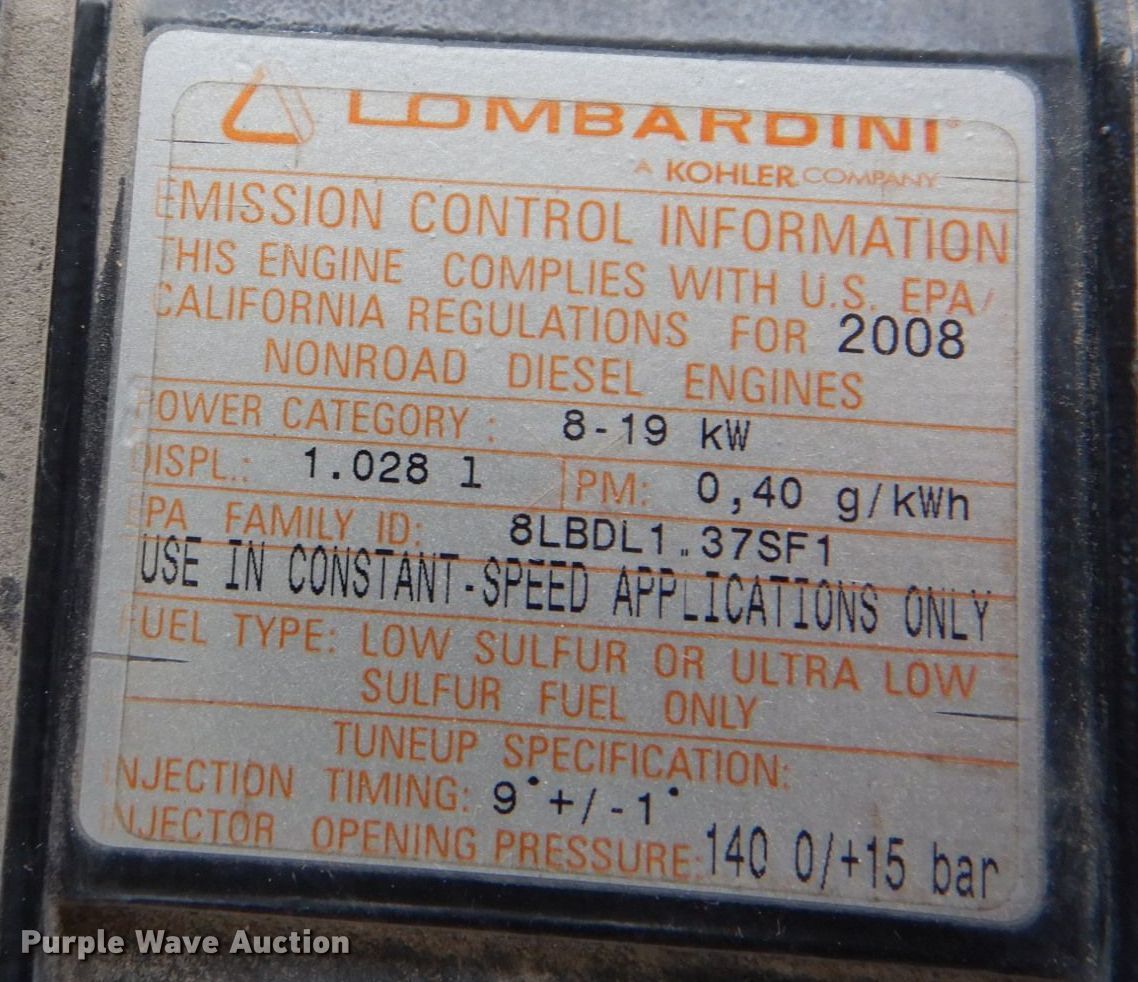 LOMBARDINI
A KOHLER COMPANY
EMISSION CONTROL INFORMATION
THIS ENGINE COMPLIES WITH U.S. EPA/
CALIFORNIA REGULATIONS FOR 2008
NONROAD DIESEL ENGINES
POWER CATEGORY : 8-19 kW
DISPL.: 1.028 l PM: 0,40 g/kWh
EPA FAMILY ID: 8LBDL1.37SF1
USE IN CONSTANT-SPEED APPLICATIONS ONLY
FUEL TYPE: LOW SULFUR OR ULTRA LOW
SULFUR FUEL ONLY
TUNEUP SPECIFICATION:
INJECTION TIMING: 9°+/-1°
INJECTOR OPENING PRESSURE: 140 0/+15 bar
Purple Wave Auction